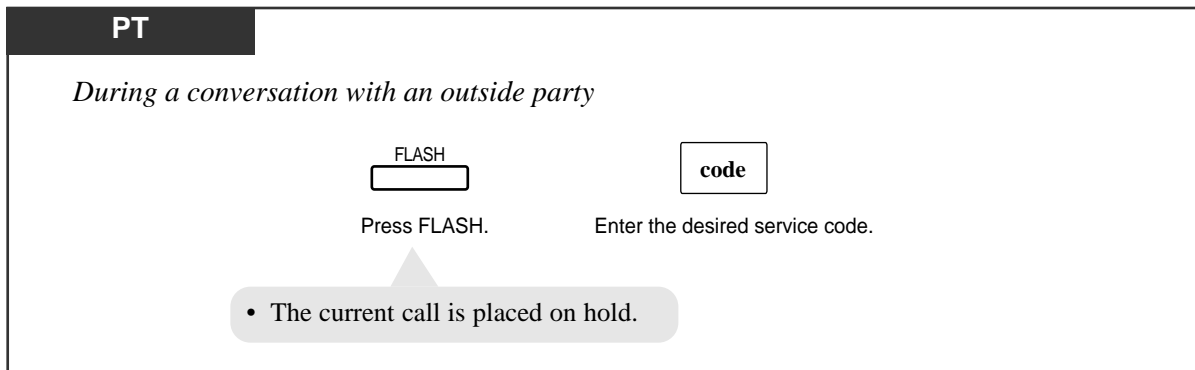 PT
During a conversation with an outside party
FLASH
code
Press FLASH.
Enter the desired service code.
• The current call is placed on hold.